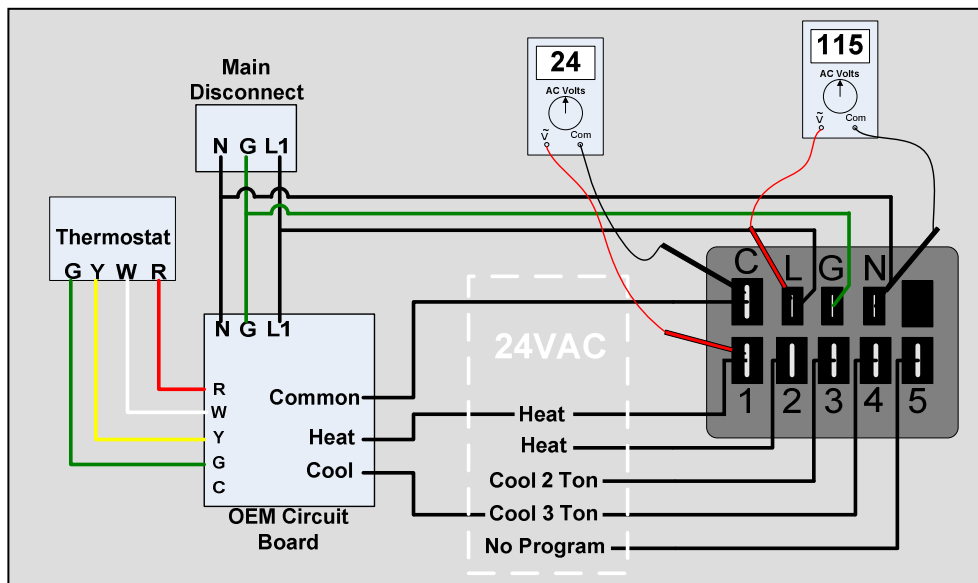 24
AC Volts
~
V
Com
115
AC Volts
~
V
Com
Main
Disconnect
N G L1
Thermostat
G Y W R
N G L1
R
W
Y
G
C
Common
Heat
Cool
OEM Circuit
Board
24VAC
Heat
Heat
Cool 2 Ton
Cool 3 Ton
No Program
C L G N
1 2 3 4 5